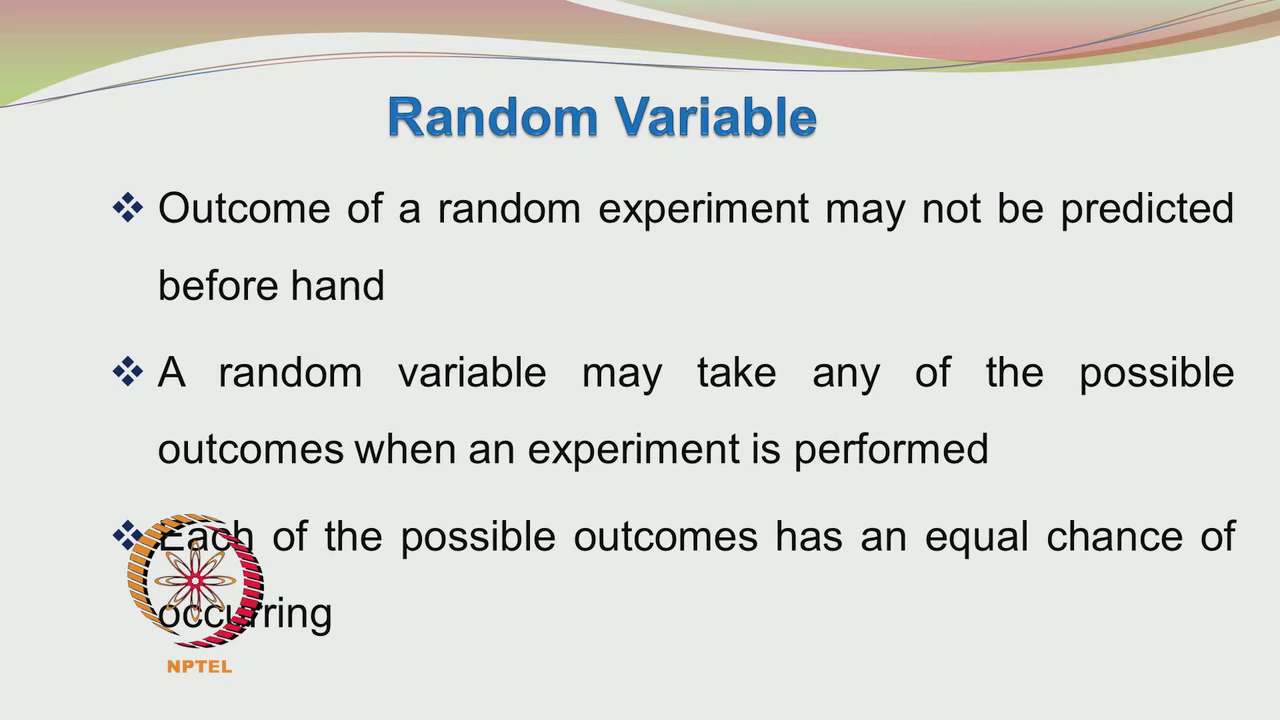 Random Variable
Outcome of a random experiment may not be predicted
before hand
A random variable may take any of the possible
outcomes when an experiment is performed
Each of the possible outcomes has an equal chance of
occurring
NPTEL